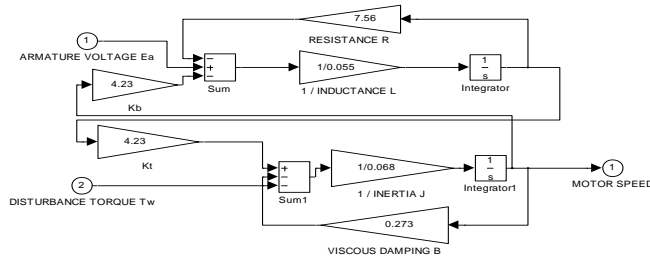 7.56
RESISTANCE R
1
ARMATURE VOLTAGE Ea
−
+
−
Sum
1/0.055
1 / INDUCTANCE L
1
s
Integrator
4.23
Kb
4.23
Kt
2
DISTURBANCE TORQUE Tw
+
−
−
Sum1
1/0.068
1 / INERTIA J
1
s
Integrator1
1
MOTOR SPEED
0.273
VISCOUS DAMPING B